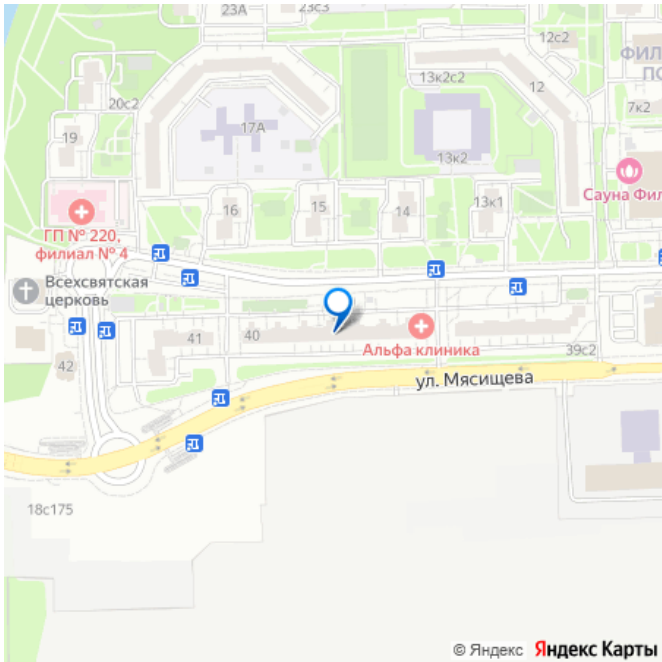 23А
23с3
12с2
ФИЛ
ПО
20с2
13к2с2
12
7к2
17А
19
13к2
Сауна Фил
16
15
14
13к1
ГП № 220,
филиал № 4
Всехсвятская
церковь
41
40
Альфа клиника
39с2
42
ул. Мясищева
18с175
© Яндекс Яндекс Карты